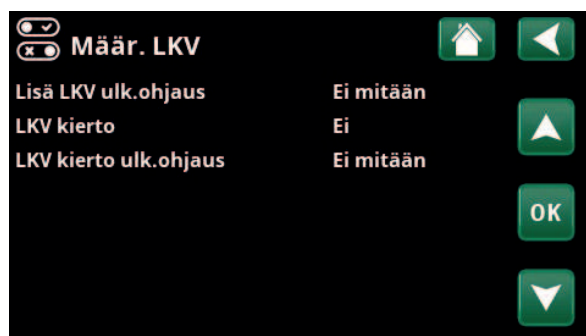 Määr. LKV
Lisä LKV ulk.ohjaus Ei mitään
LKV kierto Ei
LKV kierto ulk.ohjaus Ei mitään
OK